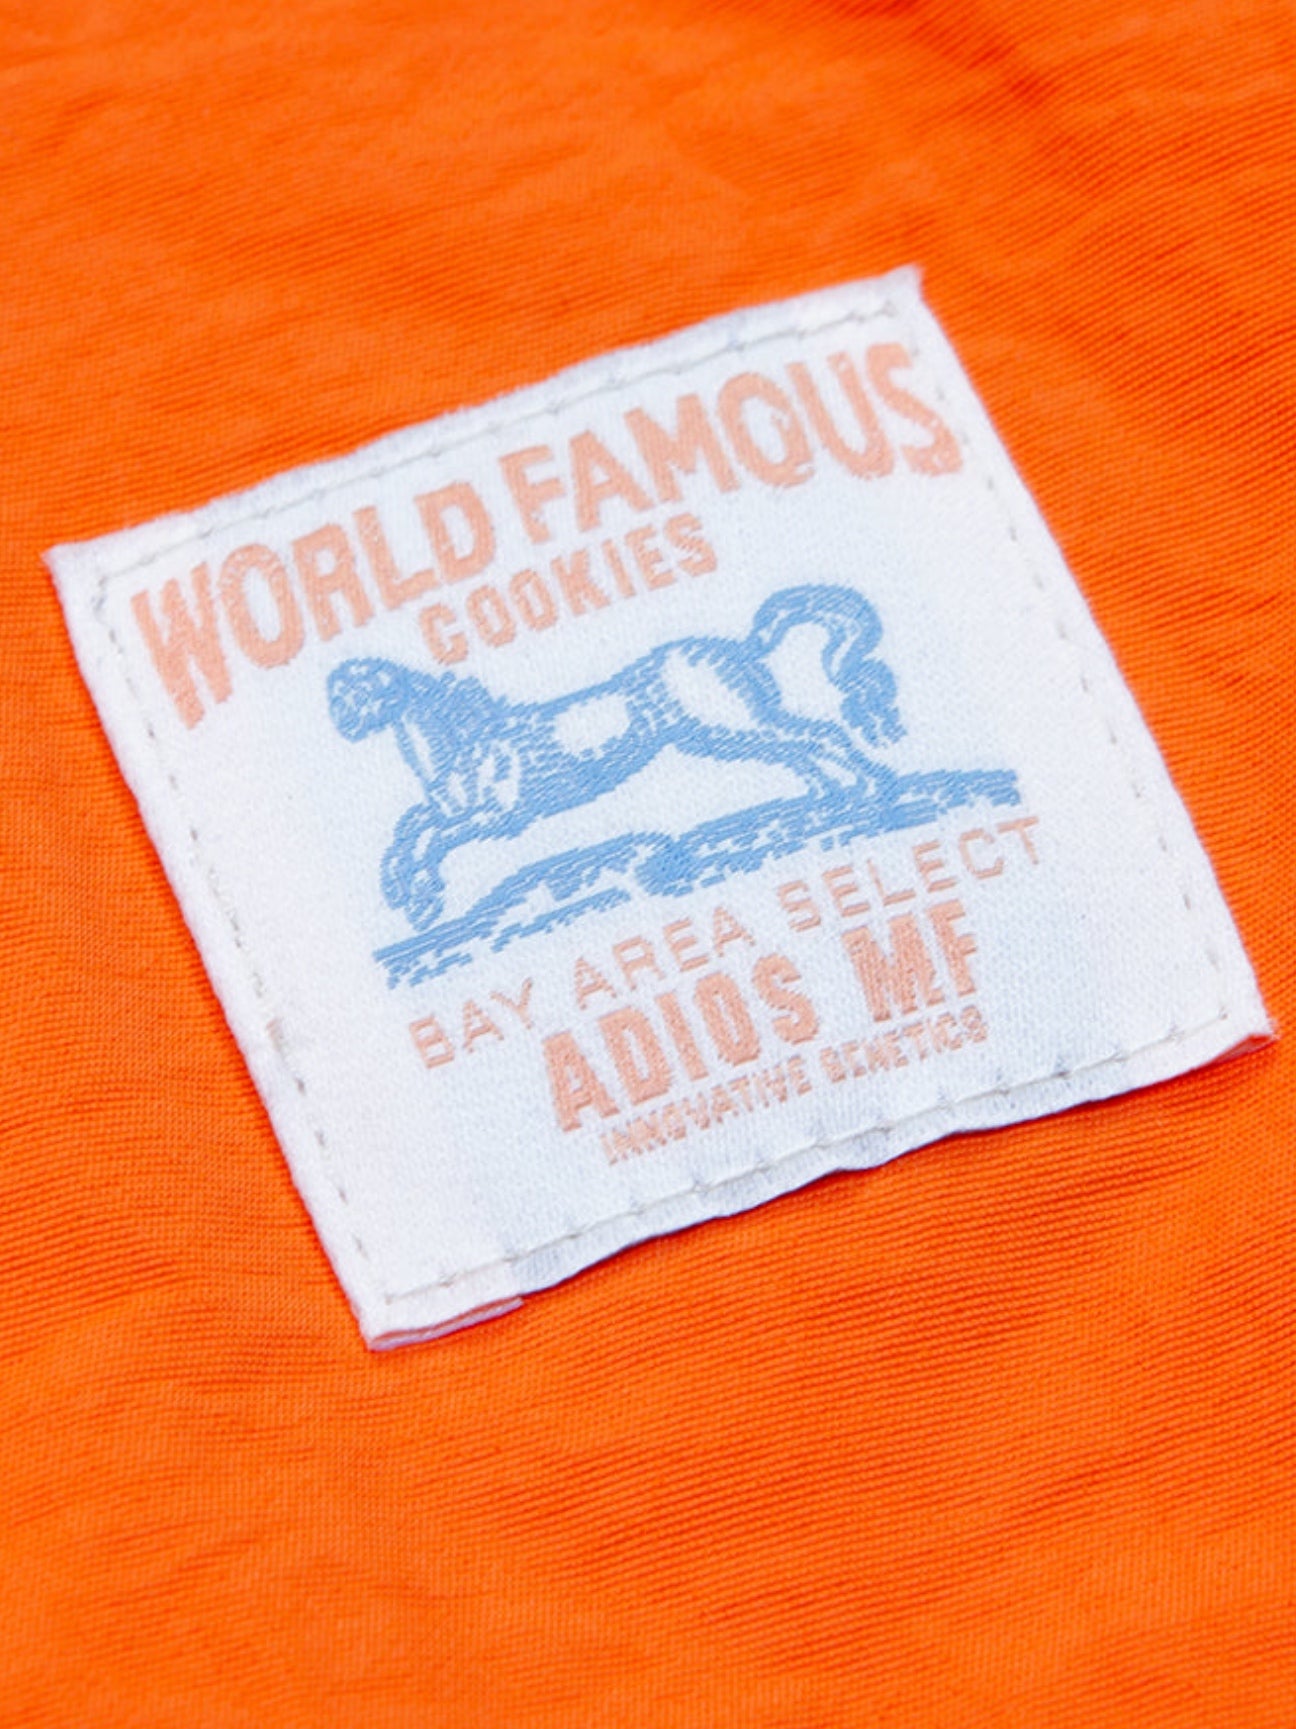 WORLD FAMOUS
COOKIES
BAY AREA SELECT
ADIOS MF
INNOVATIVE GENETICS